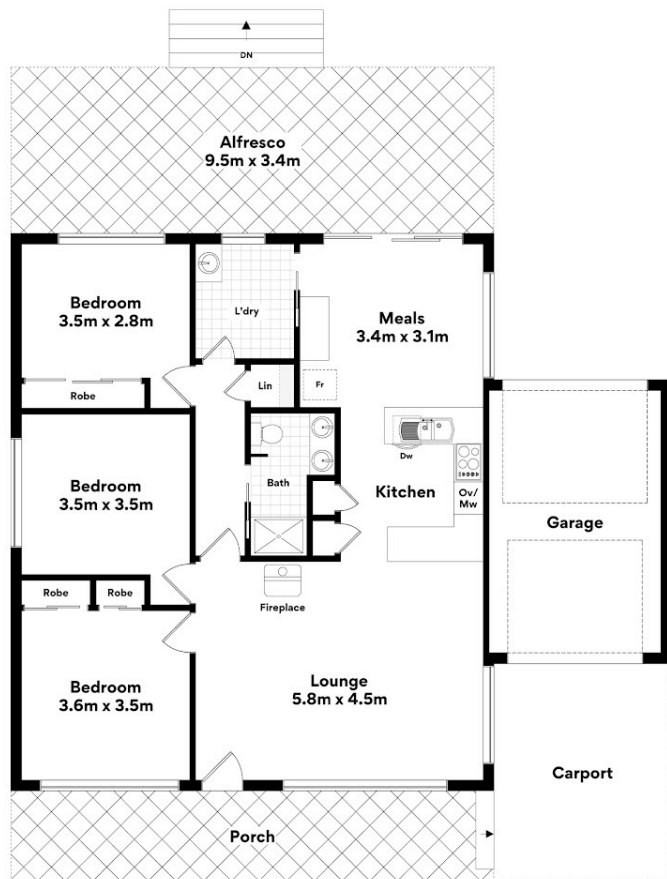 DN
Alfresco
9.5m x 3.4m
Bedroom
3.5m x 2.8m
L'dry
Meals
3.4m x 3.1m
Robe
Lin
Fr
Bedroom
3.5m x 3.5m
Bath
Dw
Kitchen
Ov/
Mw
Garage
Robe
Robe
Fireplace
Bedroom
3.6m x 3.5m
Lounge
5.8m x 4.5m
Carport
Porch